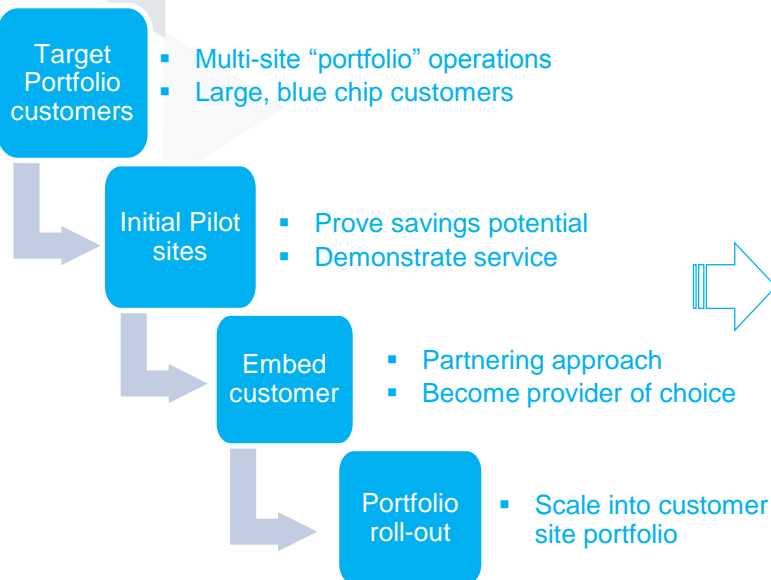 Target
Portfolio
customers
▪ Multi-site “portfolio” operations
▪ Large, blue chip customers
Initial Pilot
sites
▪ Prove savings potential
▪ Demonstrate service
Embed
customer
▪ Partnering approach
▪ Become provider of choice
Portfolio
roll-out
▪ Scale into customer
site portfolio